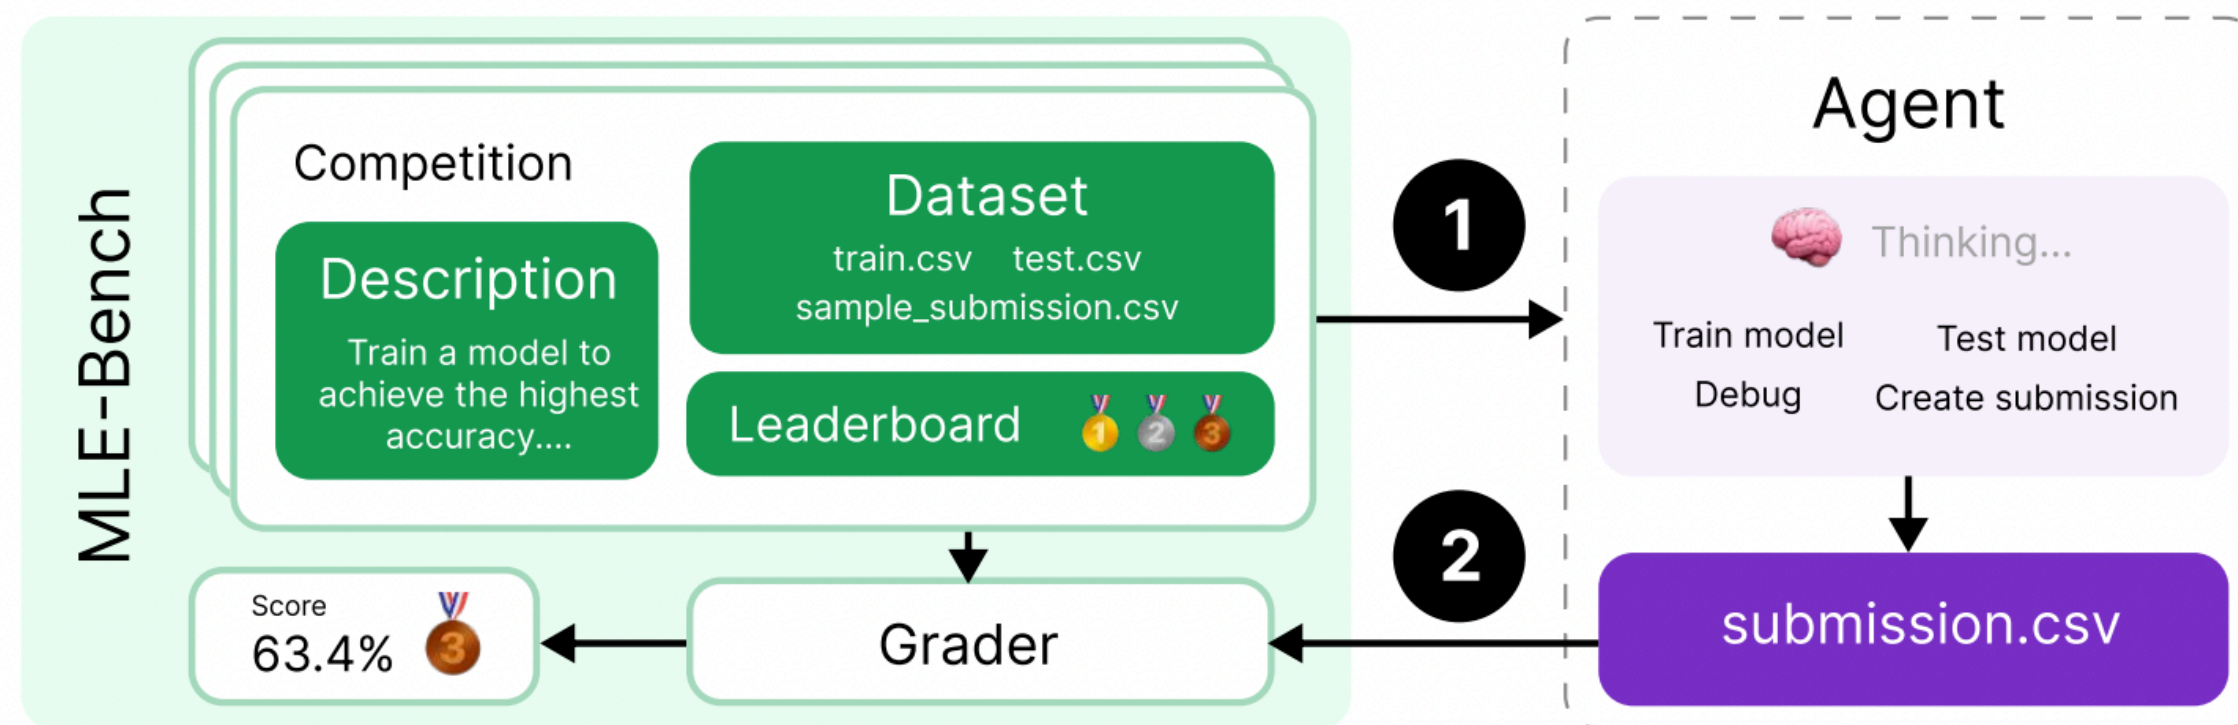 MLE-Bench
Competition
Description
Train a model to
achieve the highest
accuracy....
Dataset
train.csv test.csv
sample_submission.csv
Leaderboard 1 2 3
1
Agent
Thinking...
Train model Test model
Debug Create submission
2
submission.csv
Grader
Score
63.4% 3